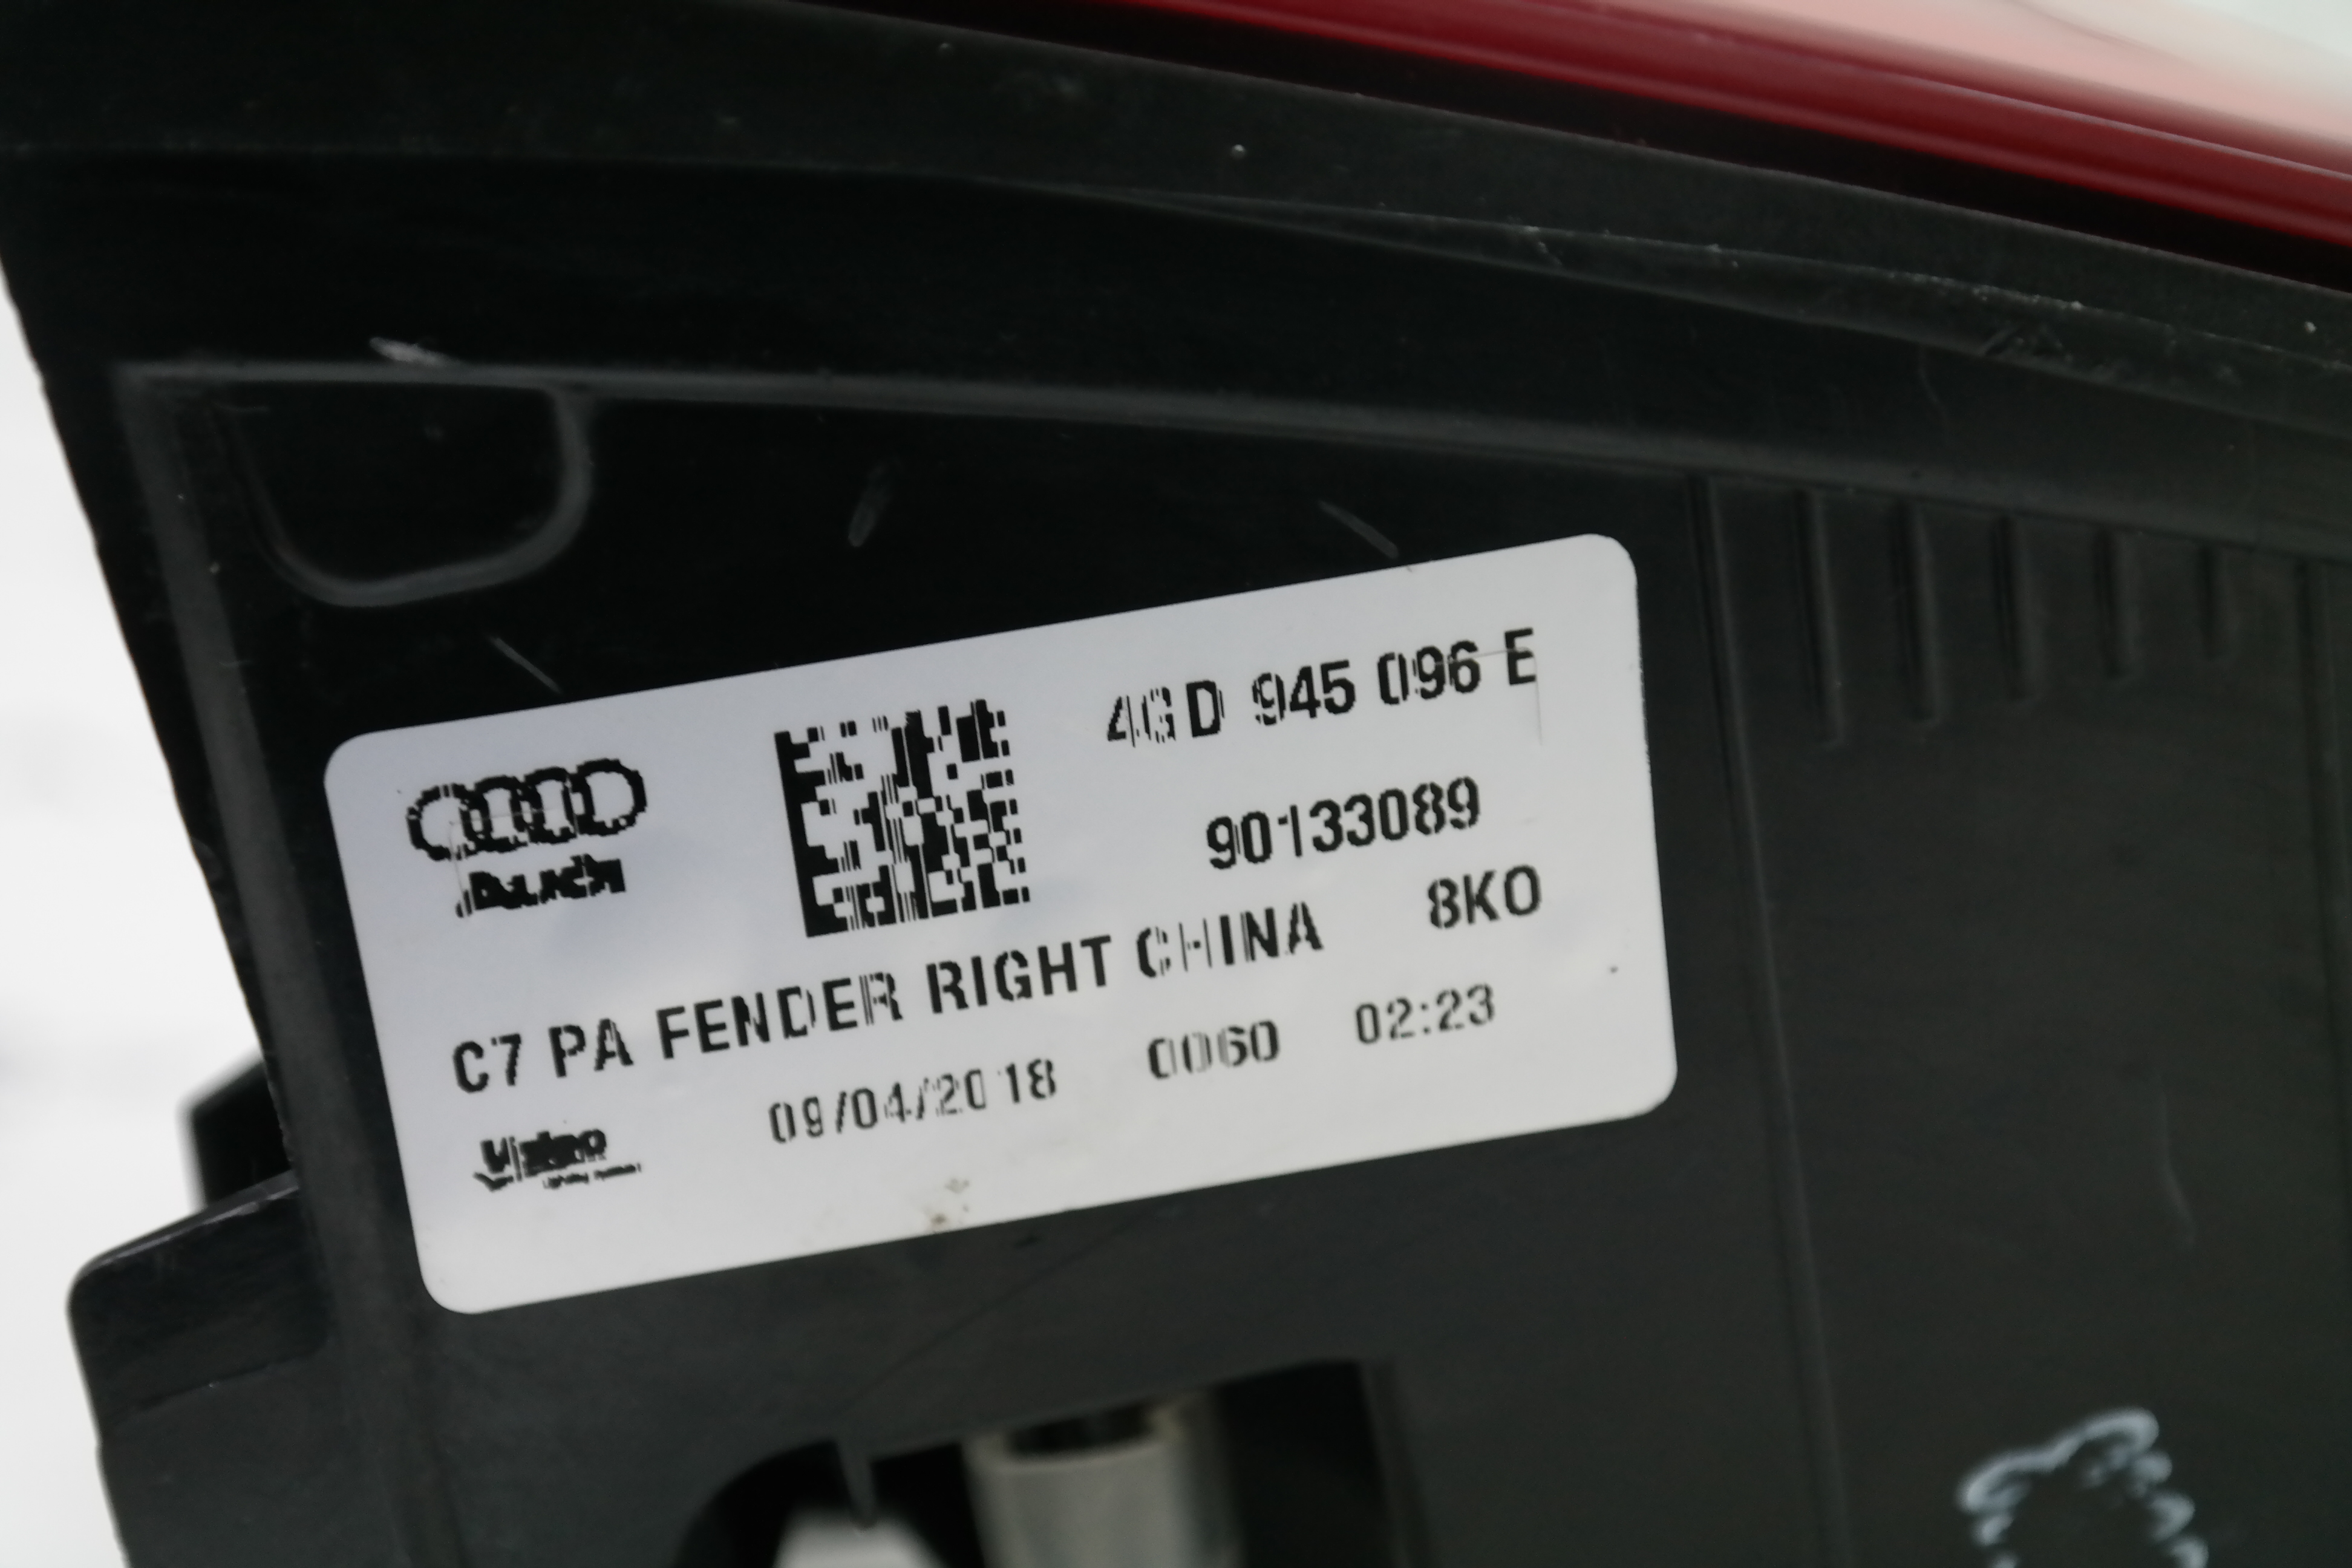 Audi
4GD 945 096 E
90133089
C7 PA FENDER RIGHT CHINA 8KO
Valeo
09/04/2018 0060 02:23